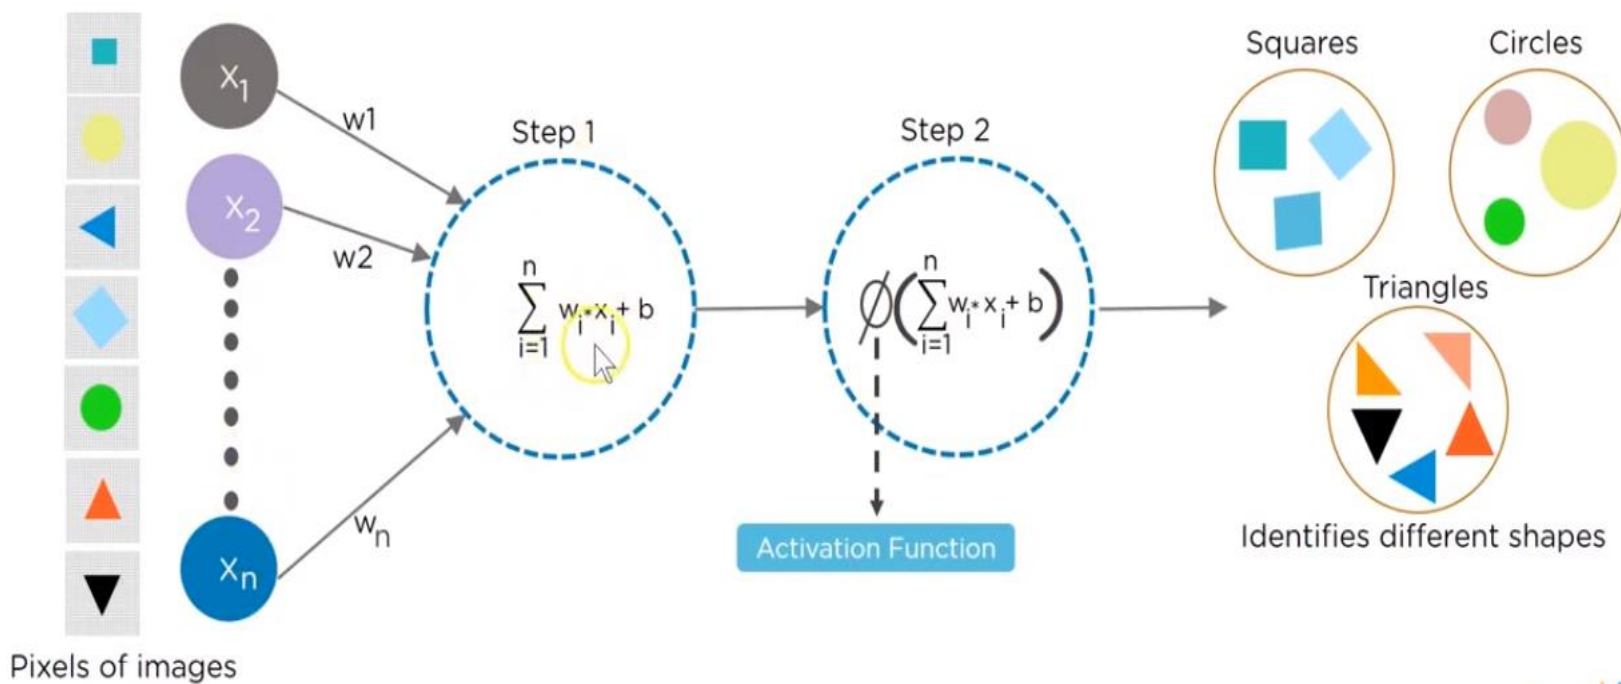 Squares
Circles
X1
w1
Step 1
Step 2
X2
w2
n
∑ wi*xi + b
i=1
n
Ø(∑ wi*xi + b)
i=1
Triangles
wn
Xn
Activation Function
Identifies different shapes
Pixels of images